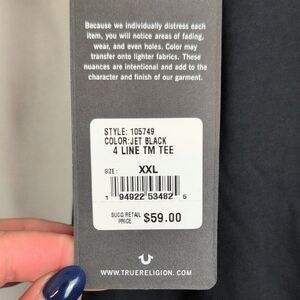 Because we individually distress each
item, you will notice areas of fading,
wear, and even holes. Color may
transfer onto lighter fabrics. These
nuances are intentional and add to the
character and finish of our garment.
STYLE: 105749
COLOR:JET BLACK
4 LINE TM TEE
SIZE: XXL
1 94922 53482 5
SUGG RETAIL
PRICE $59.00
WWW.TRUERELIGION.COM